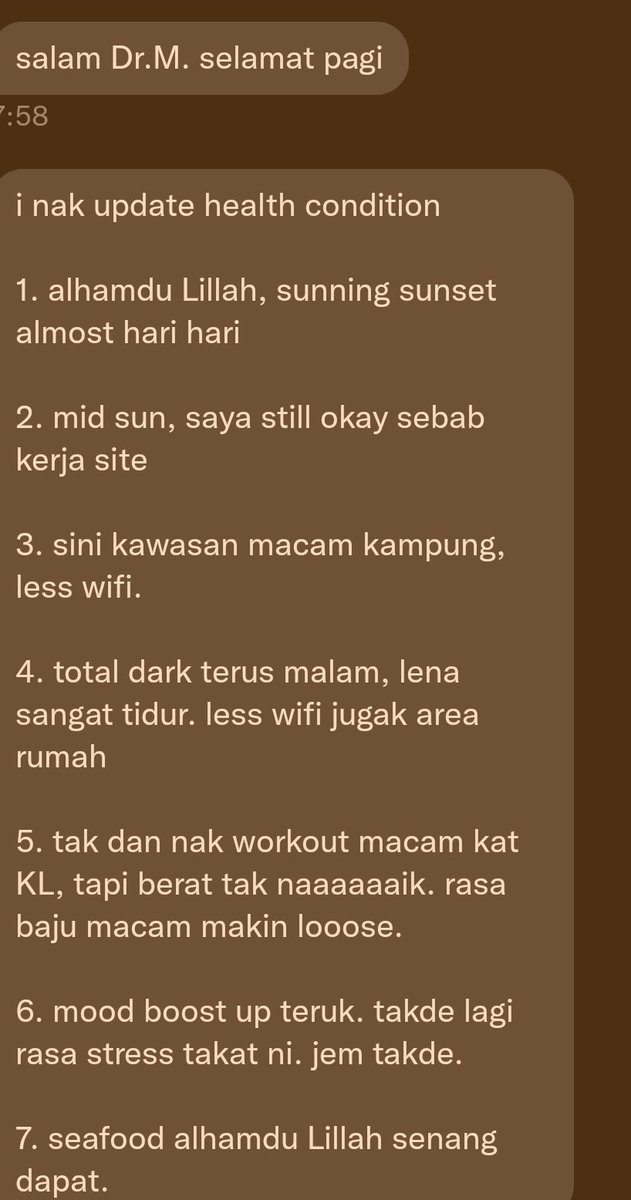 salam Dr.M. selamat pagi
:58
i nak update health condition
1. alhamdu Lillah, sunning sunset
almost hari hari
2. mid sun, saya still okay sebab
kerja site
3. sini kawasan macam kampung,
less wifi.
4. total dark terus malam, lena
sangat tidur. less wifi jugak area
rumah
5. tak dan nak workout macam kat
KL, tapi berat tak naaaaaaik. rasa
baju macam makin looose.
6. mood boost up teruk. takde lagi
rasa stress takat ni. jem takde.
7. seafood alhamdu Lillah senang
dapat.